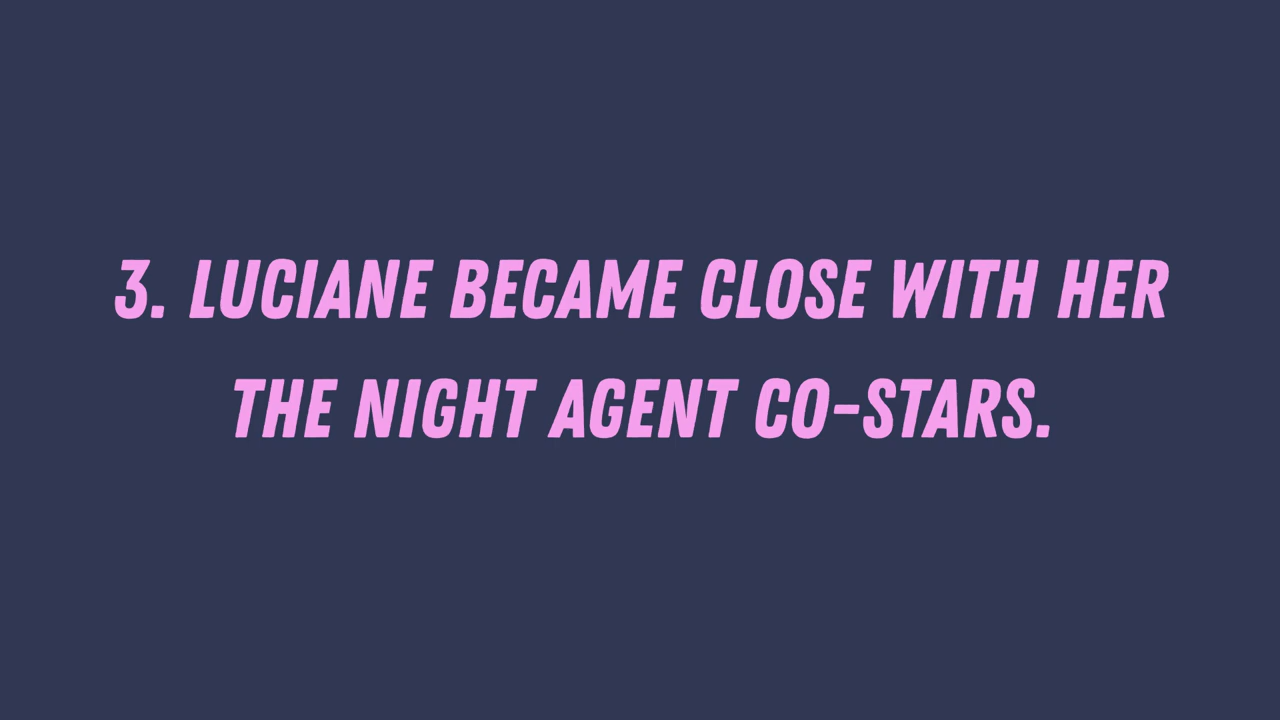 3. LUCIANE BECAME CLOSE WITH HER
THE NIGHT AGENT CO-STARS.